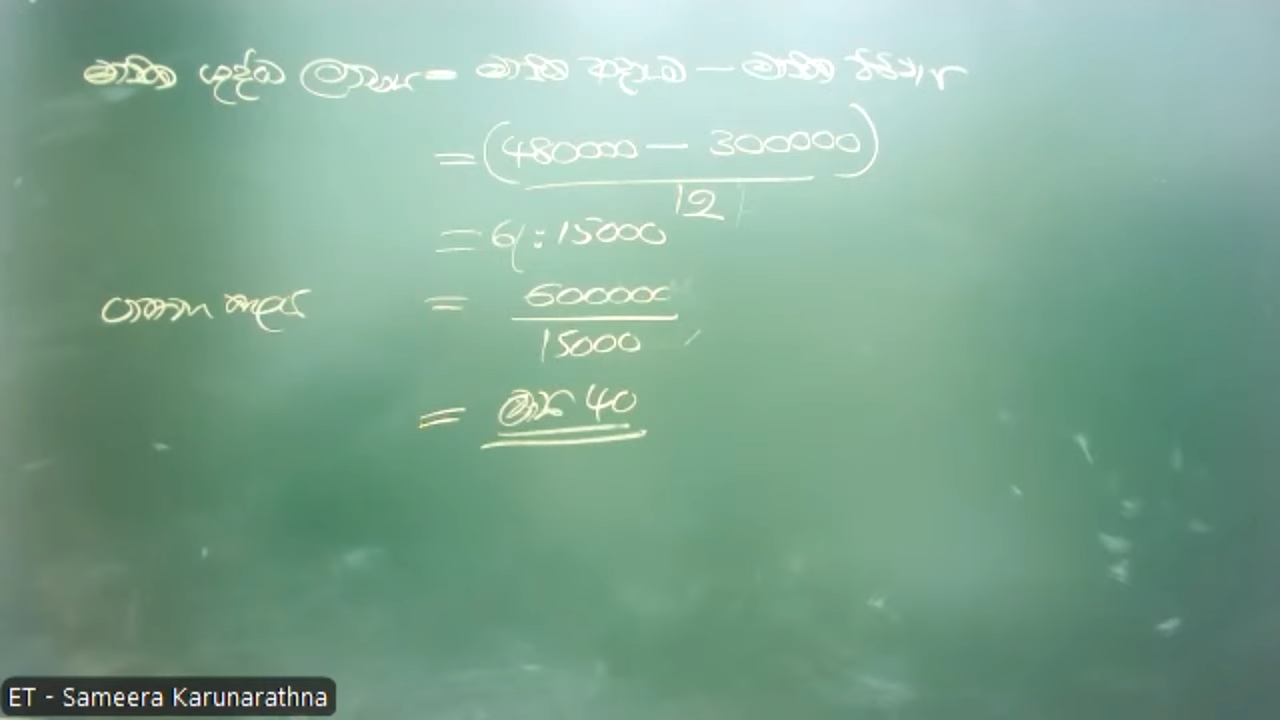 මාසික ශුද්ධ ලාභය = මාසික ආදායම - මාසික වියදම
= (480000 - 300000)
12
= රු: 15000
= 600000
15000
= මාස 40
ET - Sameera Karunarathna